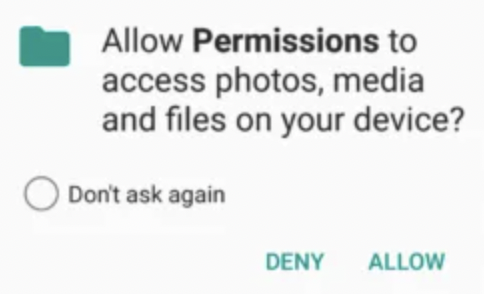 Allow Permissions to
access photos, media
and files on your device?
Don't ask again
DENY ALLOW